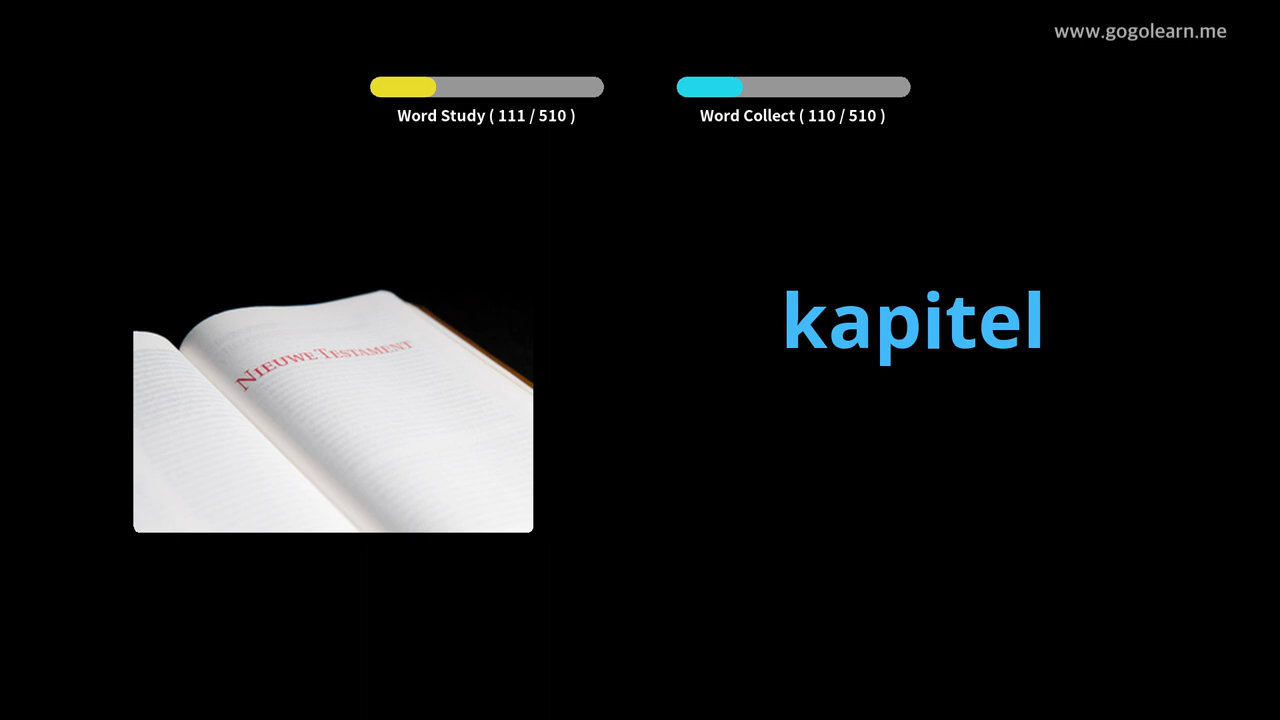 www.gogolearn.me
Word Study ( 111 / 510 )
Word Collect ( 110 / 510 )
kapitel
NIEUWE TESTAMENT